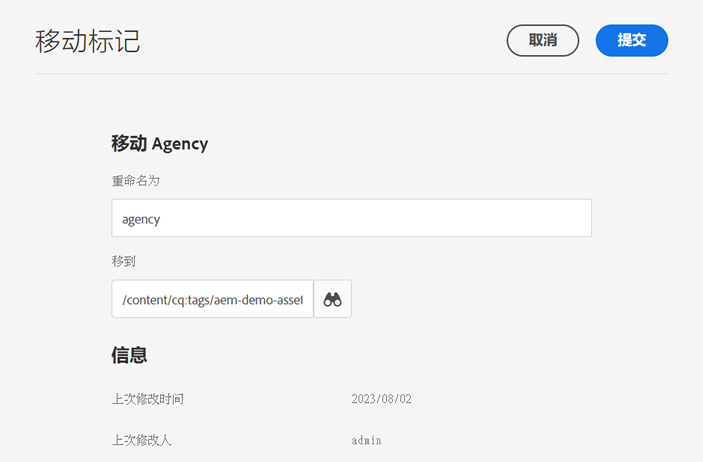 移动标记
取消
提交
移动 Agency
重命名为
agency
移到
/content/cq:tags/aem-demo-asset
信息
上次修改时间 2023/08/02
上次修改人 admin